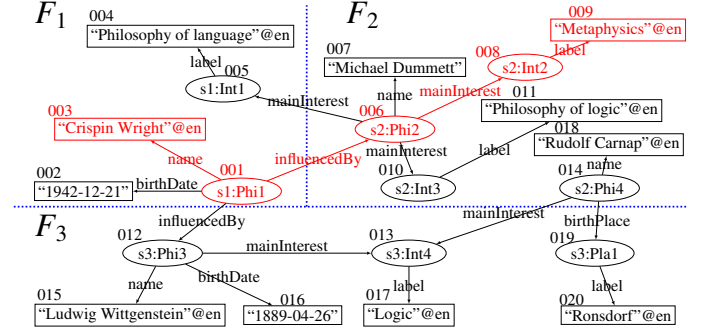 F1
F2
004
"Philosophy of language"@en
label
005
s1:Int1
mainInterest
003
"Crispin Wright"@en
name
002
"1942-12-21"
birthDate
001
s1:Phi1
influencedBy
007
"Michael Dummett"
name
006
s2:Phi2
mainInterest
008
s2:Int2
label
009
"Metaphysics"@en
mainInterest
010
s2:Int3
label
011
"Philosophy of logic"@en
018
"Rudolf Carnap"@en
name
014
s2:Phi4
mainInterest
birthPlace
F3
influencedBy
012
s3:Phi3
mainInterest
013
s3:Int4
019
s3:Pla1
name
birthDate
label
label
015
"Ludwig Wittgenstein"@en
016
"1889-04-26"
017
"Logic"@en
020
"Ronsdorf"@en